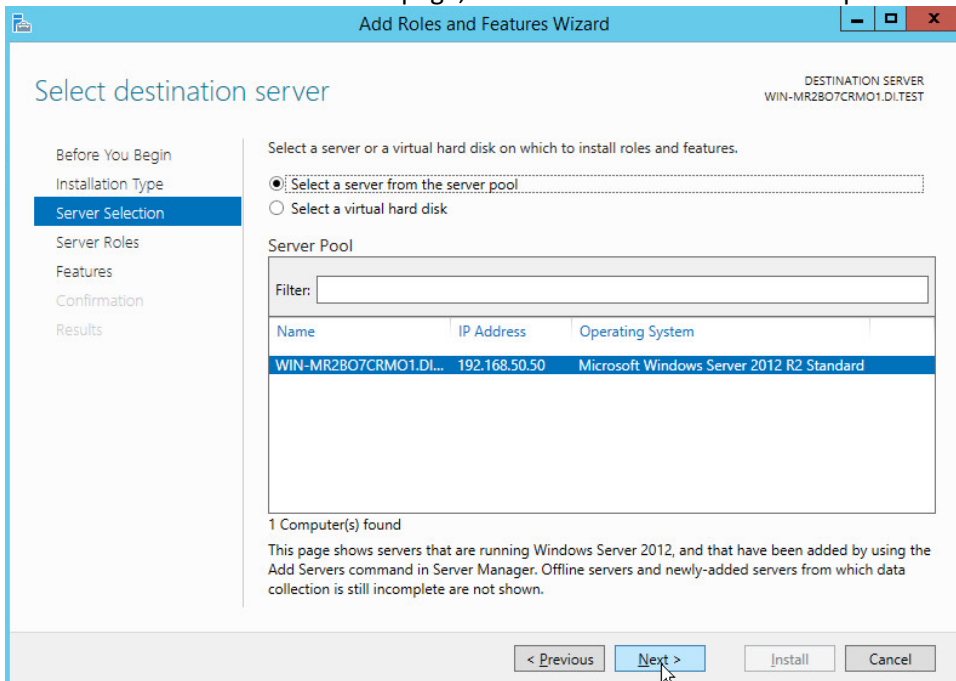 Add Roles and Features Wizard
Select destination server
DESTINATION SERVER
WIN-MR2BO7CRMO1.DI.TEST
Before You Begin
Installation Type
Server Selection
Server Roles
Features
Confirmation
Results
Select a server or a virtual hard disk on which to install roles and features.
Select a server from the server pool
Select a virtual hard disk
Server Pool
Filter:
Name IP Address Operating System
WIN-MR2BO7CRMO1.DI... 192.168.50.50 Microsoft Windows Server 2012 R2 Standard
1 Computer(s) found
This page shows servers that are running Windows Server 2012, and that have been added by using the
Add Servers command in Server Manager. Offline servers and newly-added servers from which data
collection is still incomplete are not shown.
< Previous Next > Install Cancel